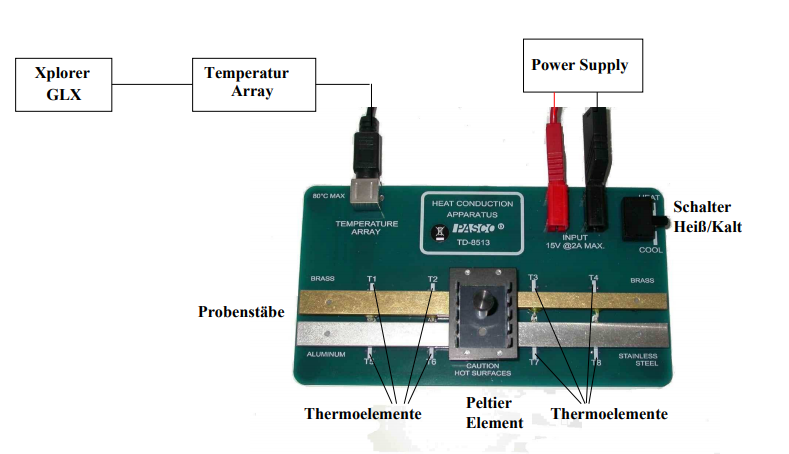 Xplorer
GLX
Temperatur
Array
Power Supply
80°C MAX
TEMPERATURE
ARRAY
HEAT CONDUCTION
APPARATUS
PASCO®
TD-8513
INPUT
15V @2A MAX.
HEAT
COOL
Schalter
Heiß/Kalt
BRASS
T1
T2
T3
T4
BRASS
Probenstäbe
ALUMINUM
T5
T6
CAUTION
HOT SURFACES
T7
T8
STAINLESS
STEEL
Thermoelemente
Peltier
Element
Thermoelemente